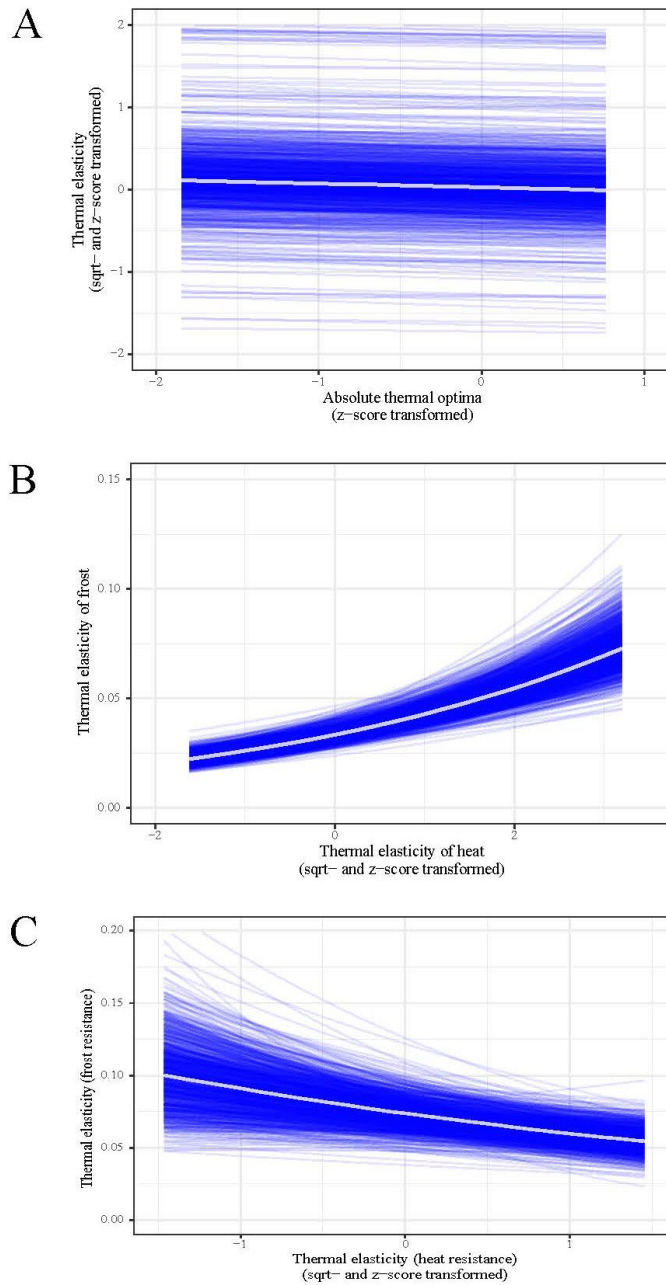 A
Thermal elasticity
(sqrt− and z−score transformed)
2
1
0
−1
−2
−2
−1
0
1
Absolute thermal optima
(z−score transformed)
B
Thermal elasticity of frost
0.15
0.10
0.05
0.00
−2
0
2
Thermal elasticity of heat
(sqrt− and z−score transformed)
C
Thermal elasticity (frost resistance)
0.20
0.15
0.10
0.05
0.00
−1
0
1
Thermal elasticity (heat resistance)
(sqrt− and z−score transformed)